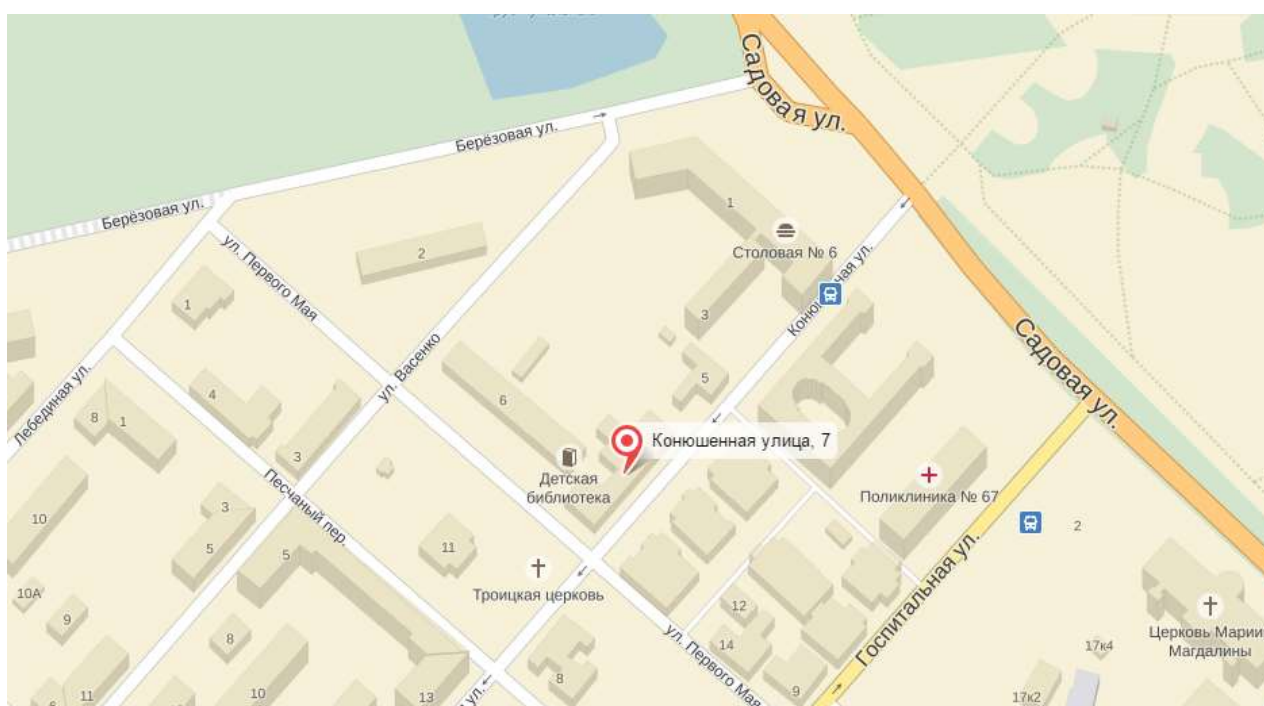 Садовая ул.
Берёзовая ул.
Берёзовая ул.
1
Столовая № 6
ул. Первого Мая
2
Конюшенная ул.
1
3
Садовая ул.
ул. Васенко
Лебединая ул.
5
4
6
8
1
Конюшенная улица, 7
3
Детская
библиотека
Поликлиника № 67
Песчаный пер.
10
3
2
5
5
11
Троицкая церковь
10А
9
12
Госпитальная ул.
Церковь Марии
Магдалины
8
14
17к4
ул. Первого Мая
8
6
11
10
13
ул.
9
17к2